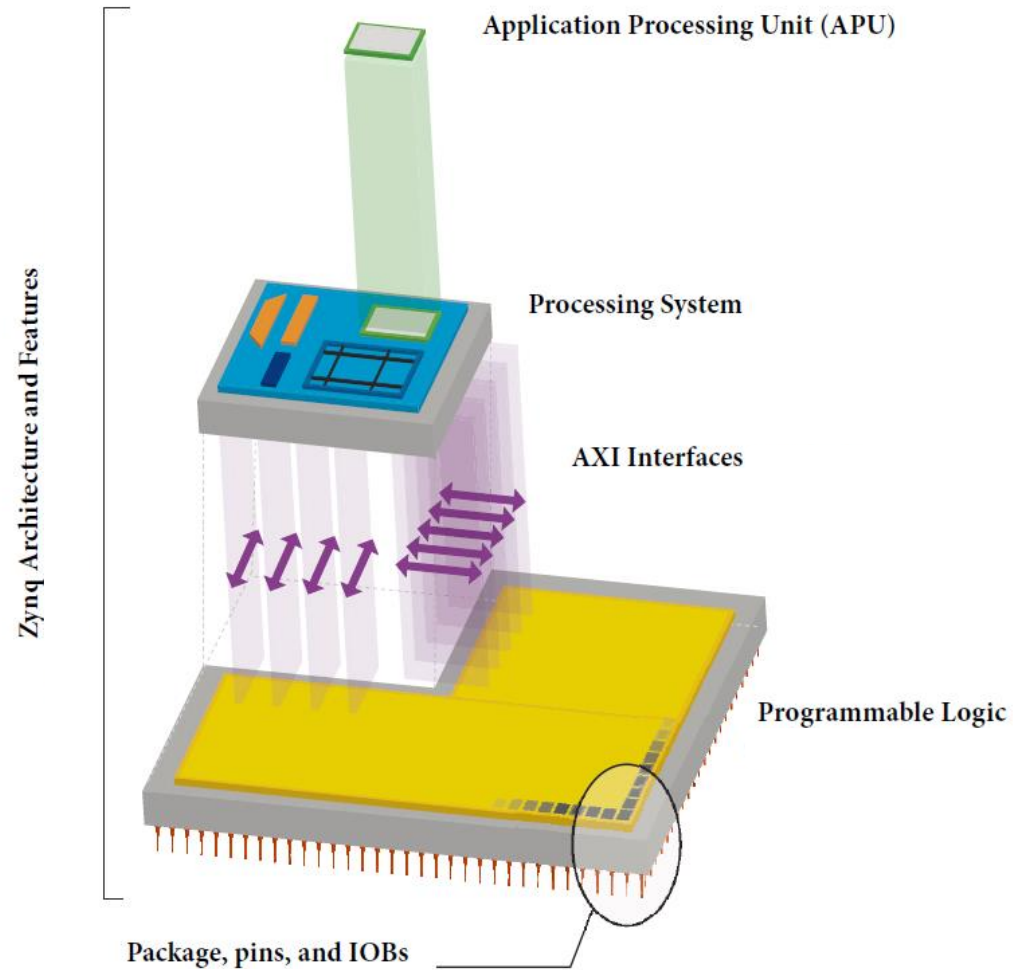 Application Processing Unit (APU)
Processing System
AXI Interfaces
Zynq Architecture and Features
Programmable Logic
Package, pins, and IOBs